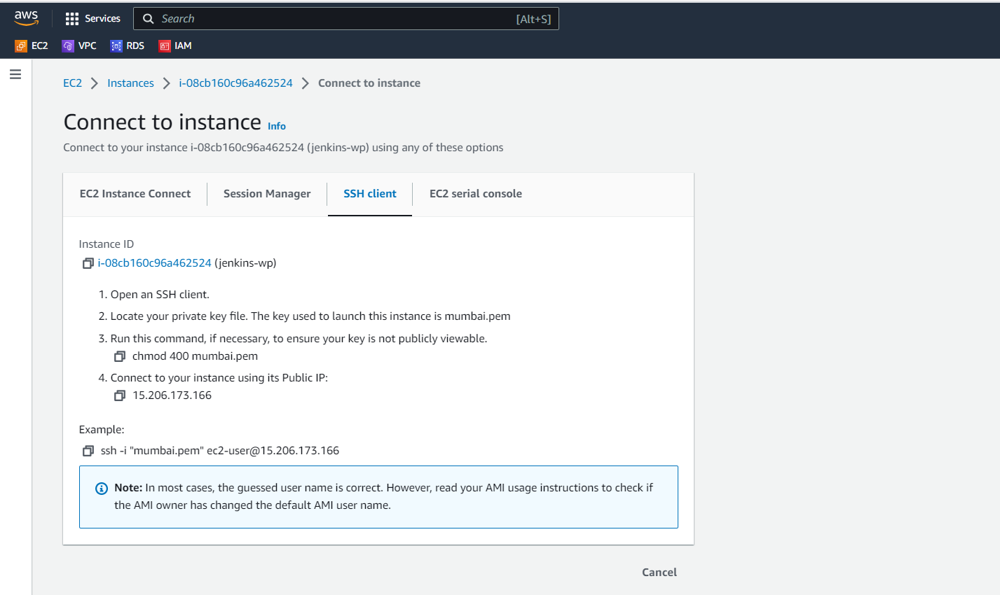 aws
Services
Search [Alt+S]
EC2 VPC RDS IAM
EC2 Instances i-08cb160c96a462524 Connect to instance
Connect to instance Info
Connect to your instance i-08cb160c96a462524 (jenkins-wp) using any of these options
EC2 Instance Connect Session Manager SSH client EC2 serial console
Instance ID
i-08cb160c96a462524 (jenkins-wp)
1. Open an SSH client.
2. Locate your private key file. The key used to launch this instance is mumbai.pem
3. Run this command, if necessary, to ensure your key is not publicly viewable.
chmod 400 mumbai.pem
4. Connect to your instance using its Public IP:
15.206.173.166
Example:
ssh -i "mumbai.pem" ec2-user@15.206.173.166
Note: In most cases, the guessed user name is correct. However, read your AMI usage instructions to check if
the AMI owner has changed the default AMI user name.
Cancel